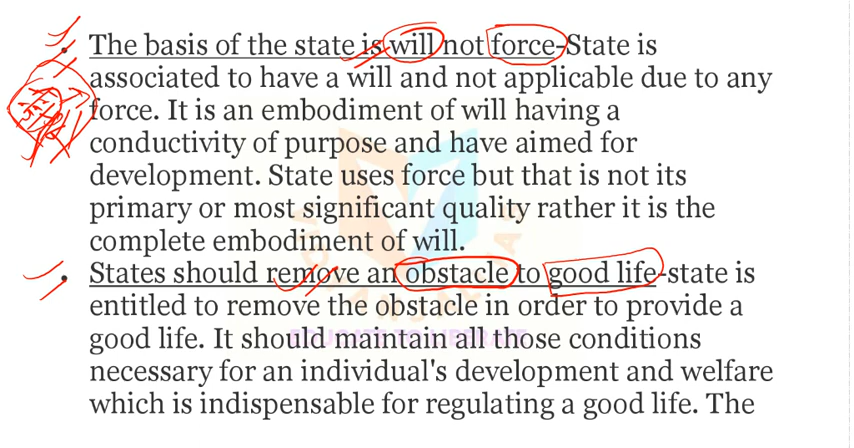 The basis of the state is will not force-State is
associated to have a will and not applicable due to any
force. It is an embodiment of will having a
conductivity of purpose and have aimed for
development. State uses force but that is not its
primary or most significant quality rather it is the
complete embodiment of will.
States should remove an obstacle to good life-state is
entitled to remove the obstacle in order to provide a
good life. It should maintain all those conditions
necessary for an individual's development and welfare
which is indispensable for regulating a good life. The